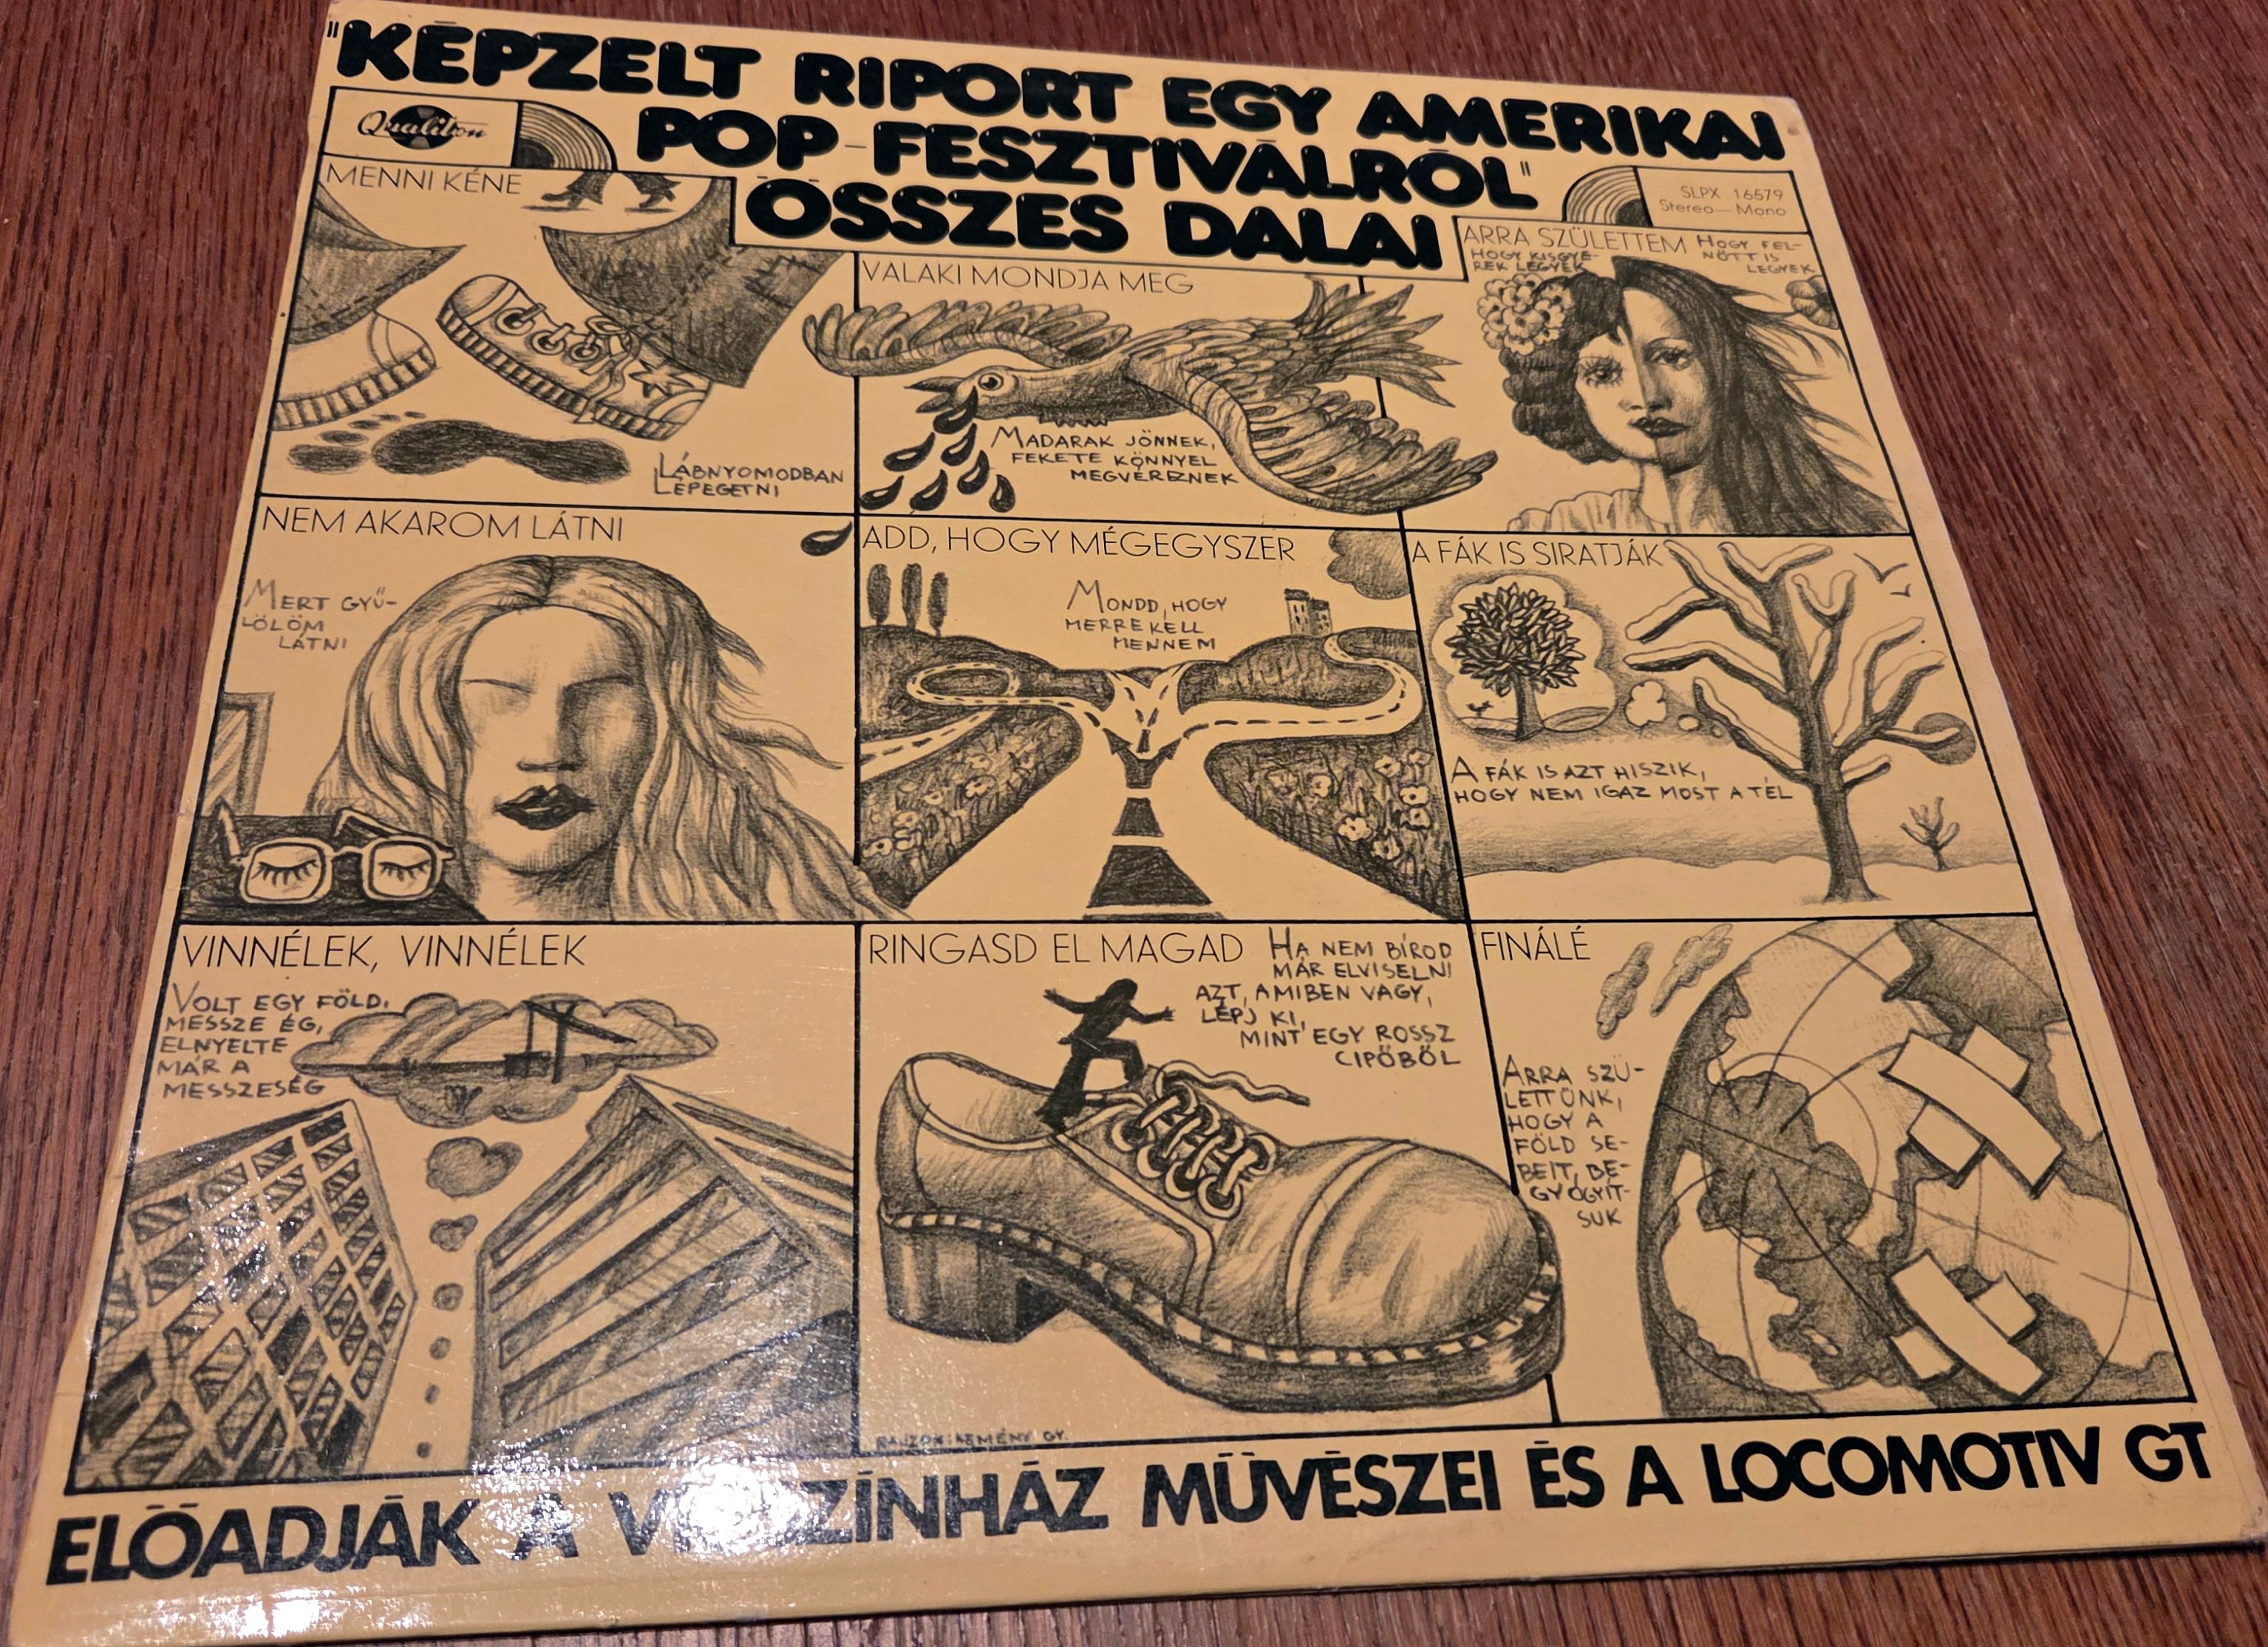 "KÉPZELT RIPORT EGY AMERIKAI
POP-FESZTIVÁLRÓL"
ÖSSZES DALAI
Qualiton
SLPX 16579
Stereo–Mono
MENNI KÉNE
LÁBNYOMODBAN
LÉPEGETNI
VALAKI MONDJA MEG
MADARAK JÖNNEK,
FEKETE KÖNNYEL
MEGVÉREZNEK
ARRA SZÜLETTEM
HOGY KISGYE-
REK LEGYEK
HOGY FEL-
NŐTT IS
LEGYEK
NEM AKAROM LÁTNI
MERT GYŰ-
LÖLÖM
LÁTNI
ADD, HOGY MÉGEGYSZER
MONDD, HOGY
MERRE KELL
MENNEM
A FÁK IS SIRATJÁK
A FÁK IS AZT HISZIK,
HOGY NEM IGAZ MOST A TÉL
VINNÉLEK, VINNÉLEK
VOLT EGY FÖLD,
MESSZE ÉG,
ELNYELTE
MÁR A
MESSZESÉG
RINGASD EL MAGAD
HA NEM BÍROD
MÁR ELVISELNI
AZT, AMIBEN VAGY,
LÉPJ KI,
MINT EGY ROSSZ
CIPŐBŐL
RAJZOK: KEMÉNY GY.
FINÁLÉ
ARRA SZÜ-
LETTÜNK,
HOGY A
FÖLD SE-
BEIT, BE-
GYÓGYÍT-
SUK
ELŐADJÁK A MŰVÉSZEI ÉS A LOCOMOTIV GT